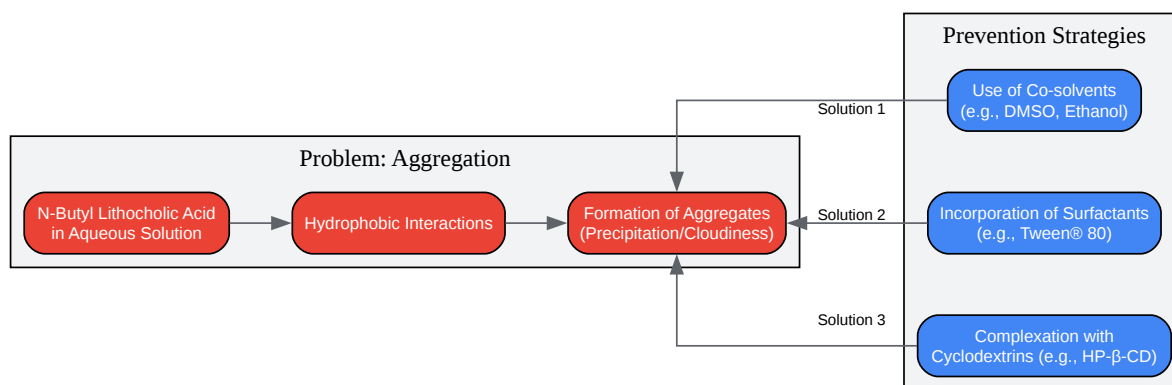 Prevention Strategies
Use of Co-solvents
(e.g., DMSO, Ethanol)
Solution 1
Problem: Aggregation
N-Butyl Lithocholic Acid
in Aqueous Solution
Hydrophobic Interactions
Formation of Aggregates
(Precipitation/Cloudiness)
Solution 2
Incorporation of Surfactants
(e.g., Tween® 80)
Solution 3
Complexation with
Cyclodextrins (e.g., HP-β-CD)